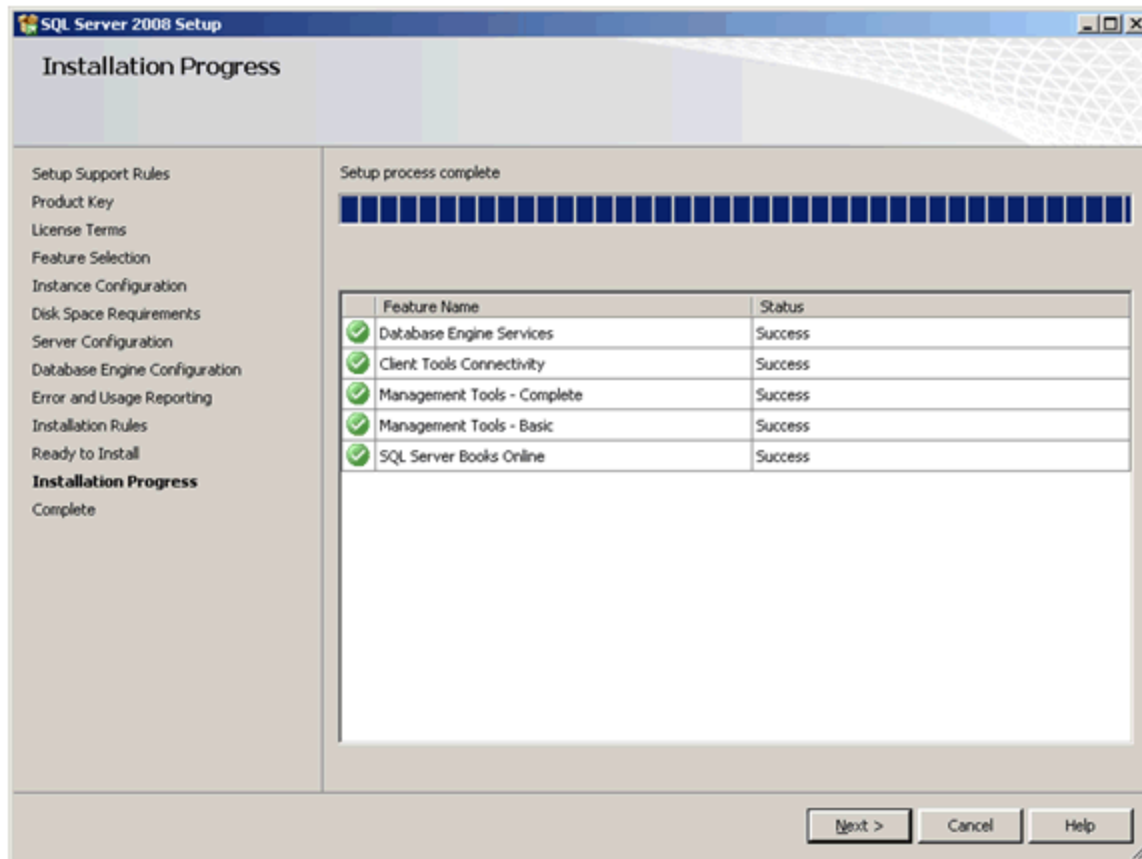 SQL Server 2008 Setup
Installation Progress
Setup Support Rules
Product Key
License Terms
Feature Selection
Instance Configuration
Disk Space Requirements
Server Configuration
Database Engine Configuration
Error and Usage Reporting
Installation Rules
Ready to Install
Installation Progress
Complete
Setup process complete
Feature Name Status
Database Engine Services Success
Client Tools Connectivity Success
Management Tools - Complete Success
Management Tools - Basic Success
SQL Server Books Online Success
Next > Cancel Help